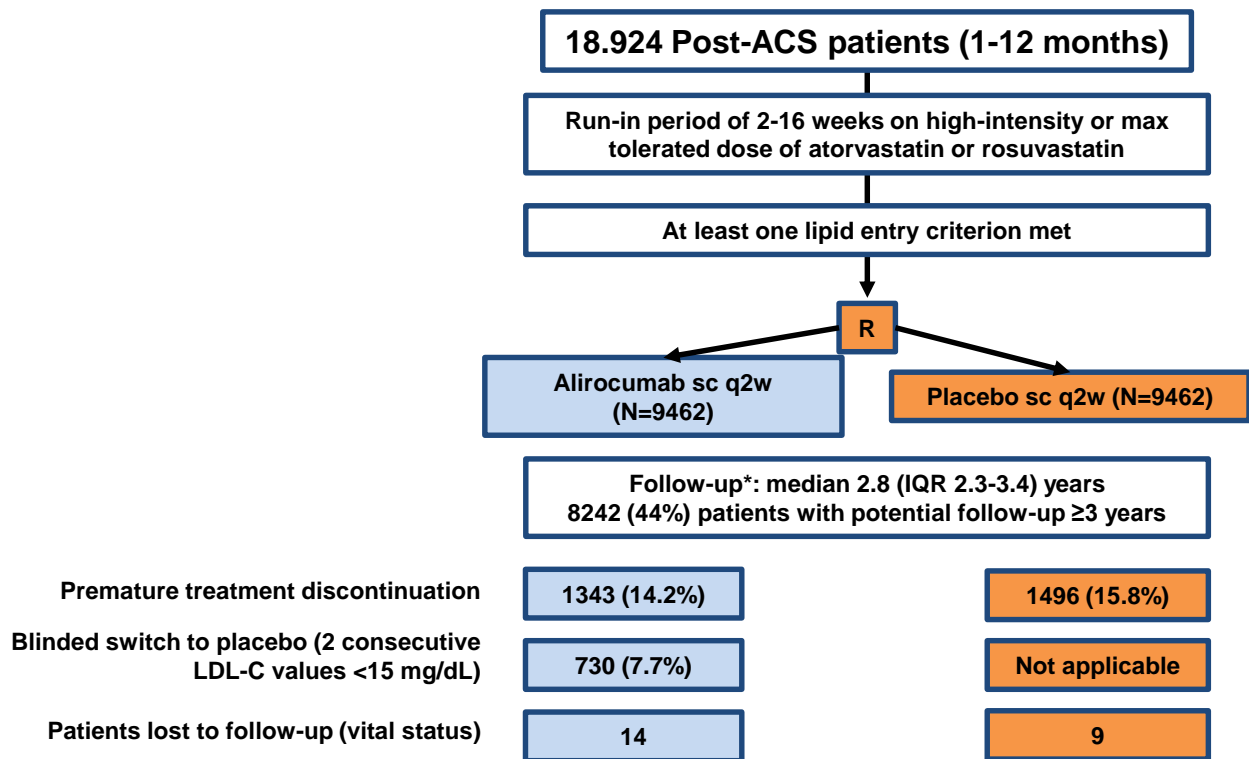 18.924 Post-ACS patients (1-12 months)
Run-in period of 2-16 weeks on high-intensity or max
tolerated dose of atorvastatin or rosuvastatin
At least one lipid entry criterion met
R
Alirocumab sc q2w
(N=9462)
Placebo sc q2w (N=9462)
Follow-up*: median 2.8 (IQR 2.3-3.4) years
8242 (44%) patients with potential follow-up ≥3 years
Premature treatment discontinuation
1343 (14.2%)
1496 (15.8%)
Blinded switch to placebo (2 consecutive
LDL-C values <15 mg/dL)
730 (7.7%)
Not applicable
Patients lost to follow-up (vital status)
14
9